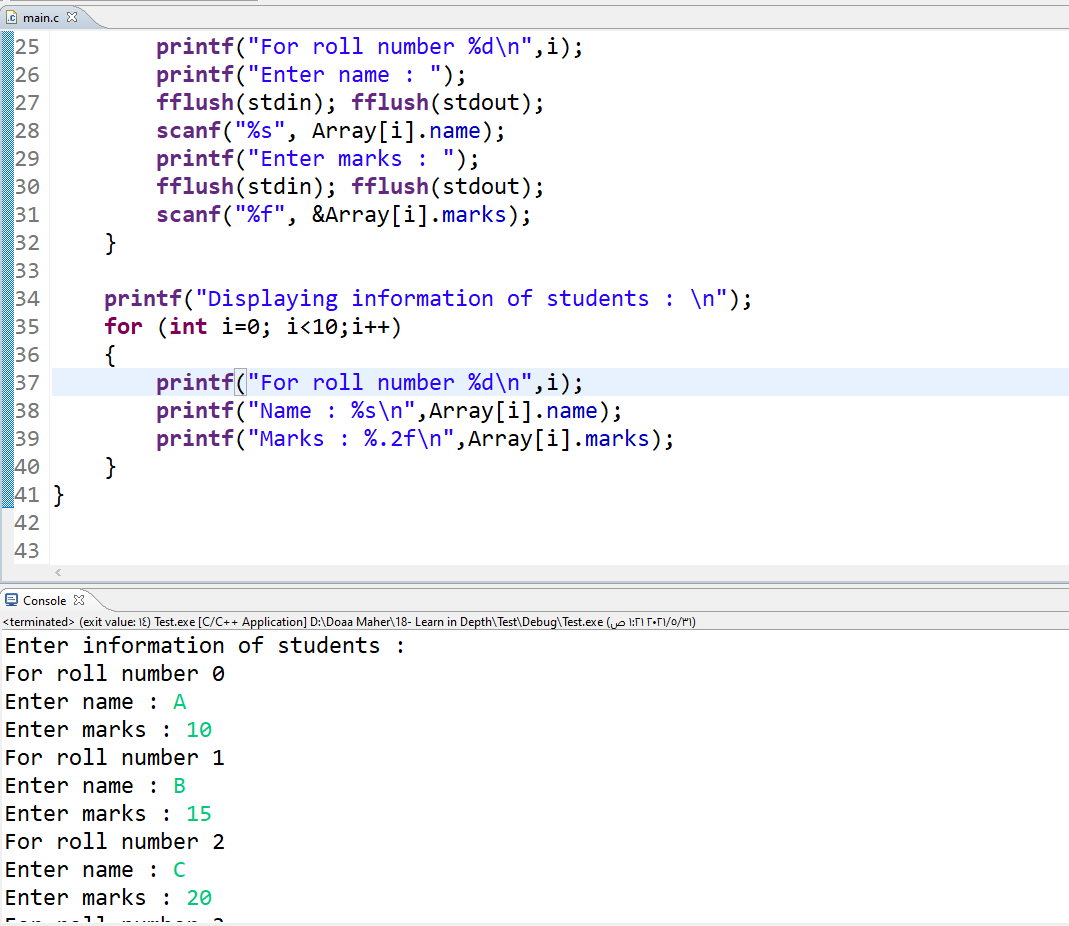 main.c
25 printf("For roll number %d\n",i);
26 printf("Enter name : ");
27 fflush(stdin); fflush(stdout);
28 scanf("%s", Array[i].name);
29 printf("Enter marks : ");
30 fflush(stdin); fflush(stdout);
31 scanf("%f", &Array[i].marks);
32 }
33
34 printf("Displaying information of students : \n");
35 for (int i=0; i<10;i++)
36 {
37 printf("For roll number %d\n",i);
38 printf("Name : %s\n",Array[i].name);
39 printf("Marks : %.2f\n",Array[i].marks);
40 }
41 }
42
43
Console
<terminated> (exit value: ١٤) Test.exe [C/C++ Application] D:\Doaa Maher\18- Learn in Depth\Test\Debug\Test.exe (٣١‏/٥‏/٢٠٢١ ١:٢١ ص)
Enter information of students :
For roll number 0
Enter name : A
Enter marks : 10
For roll number 1
Enter name : B
Enter marks : 15
For roll number 2
Enter name : C
Enter marks : 20